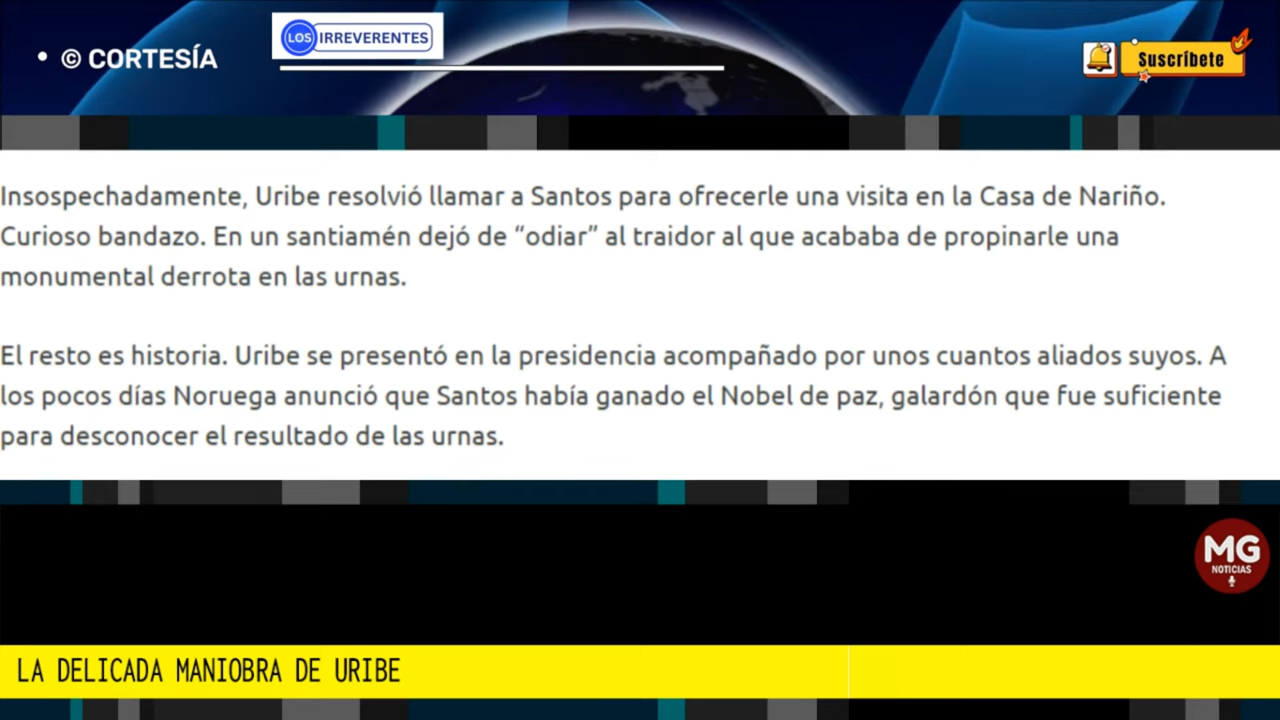 • © CORTESÍA
LOS IRREVERENTES
Suscríbete
Insospechadamente, Uribe resolvió llamar a Santos para ofrecerle una visita en la Casa de Nariño.
Curioso bandazo. En un santiamén dejó de “odiar” al traidor al que acababa de propinarle una
monumental derrota en las urnas.
El resto es historia. Uribe se presentó en la presidencia acompañado por unos cuantos aliados suyos. A
los pocos días Noruega anunció que Santos había ganado el Nobel de paz, galardón que fue suficiente
para desconocer el resultado de las urnas.
MG
NOTICIAS
LA DELICADA MANIOBRA DE URIBE